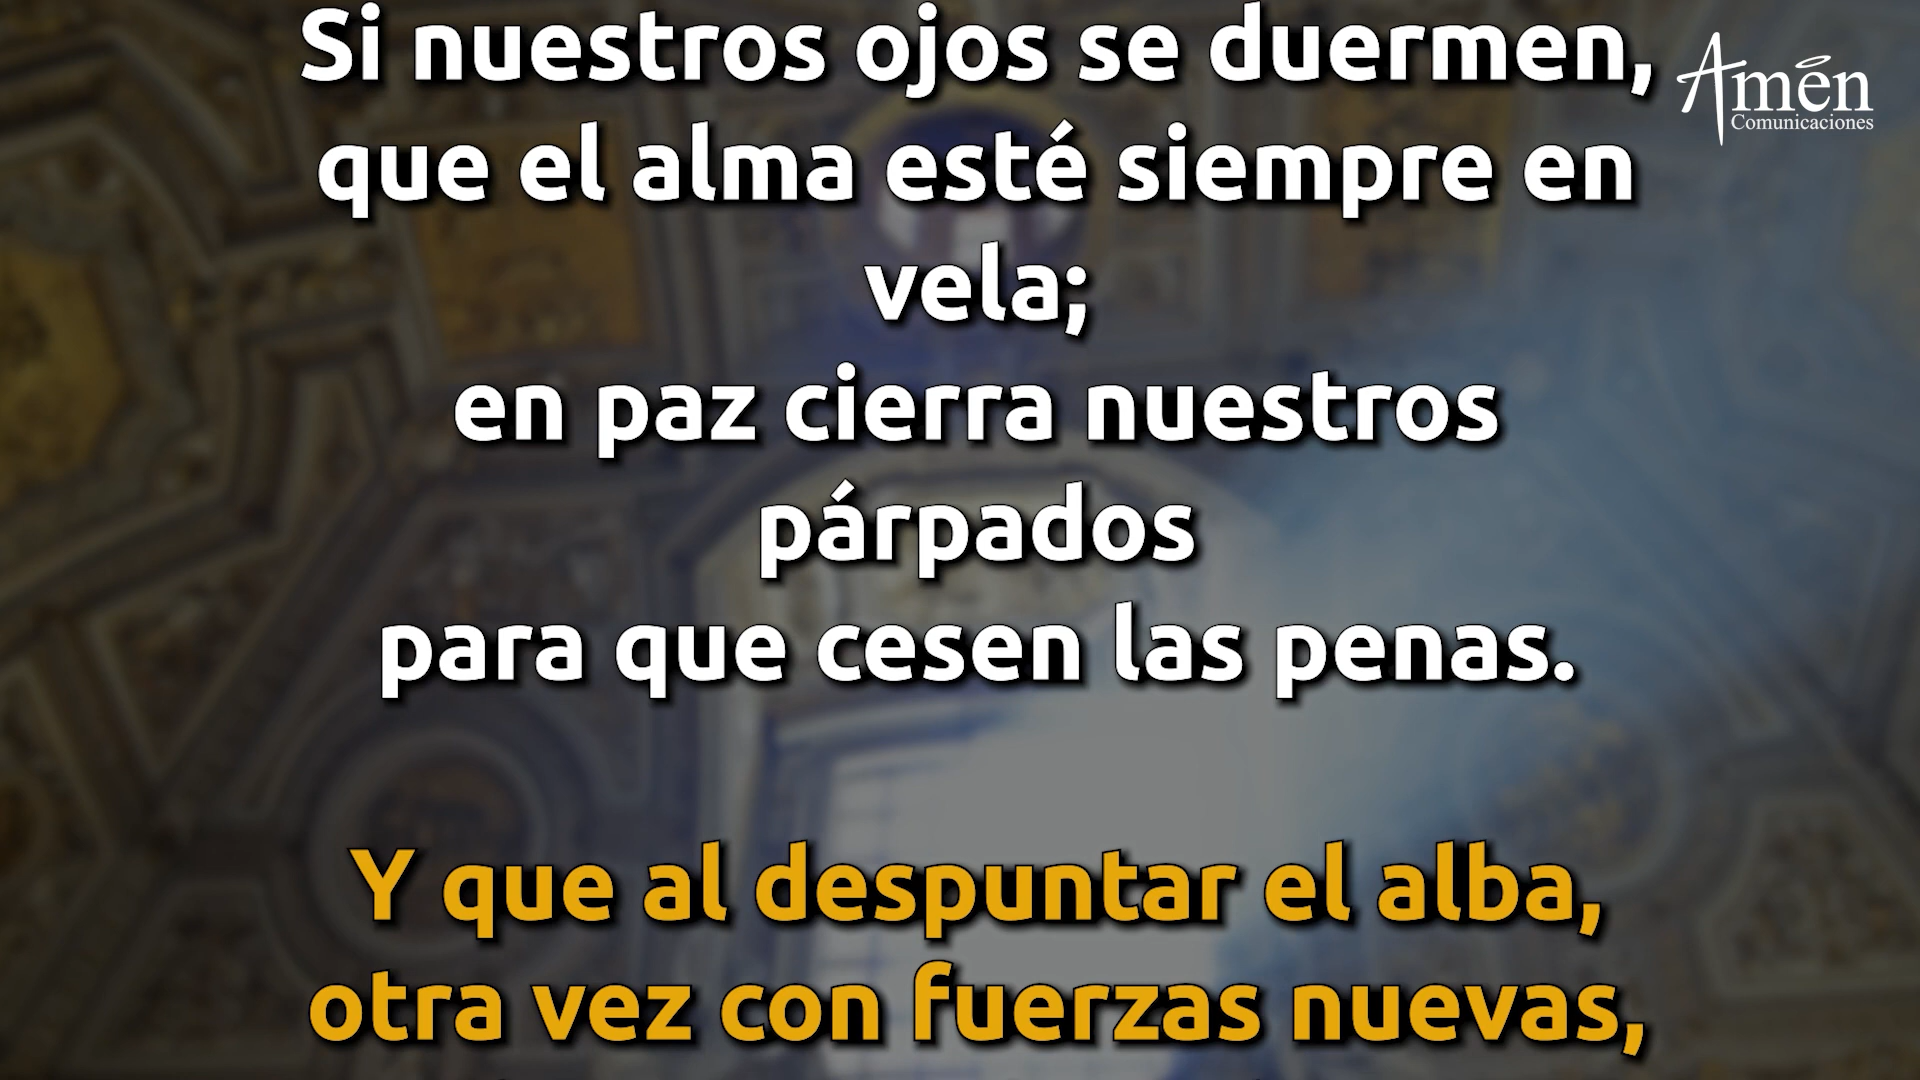 Si nuestros ojos se duermen,
que el alma esté siempre en
vela;
en paz cierra nuestros
párpados
para que cesen las penas.
Y que al despuntar el alba,
otra vez con fuerzas nuevas,
Amén
Comunicaciones